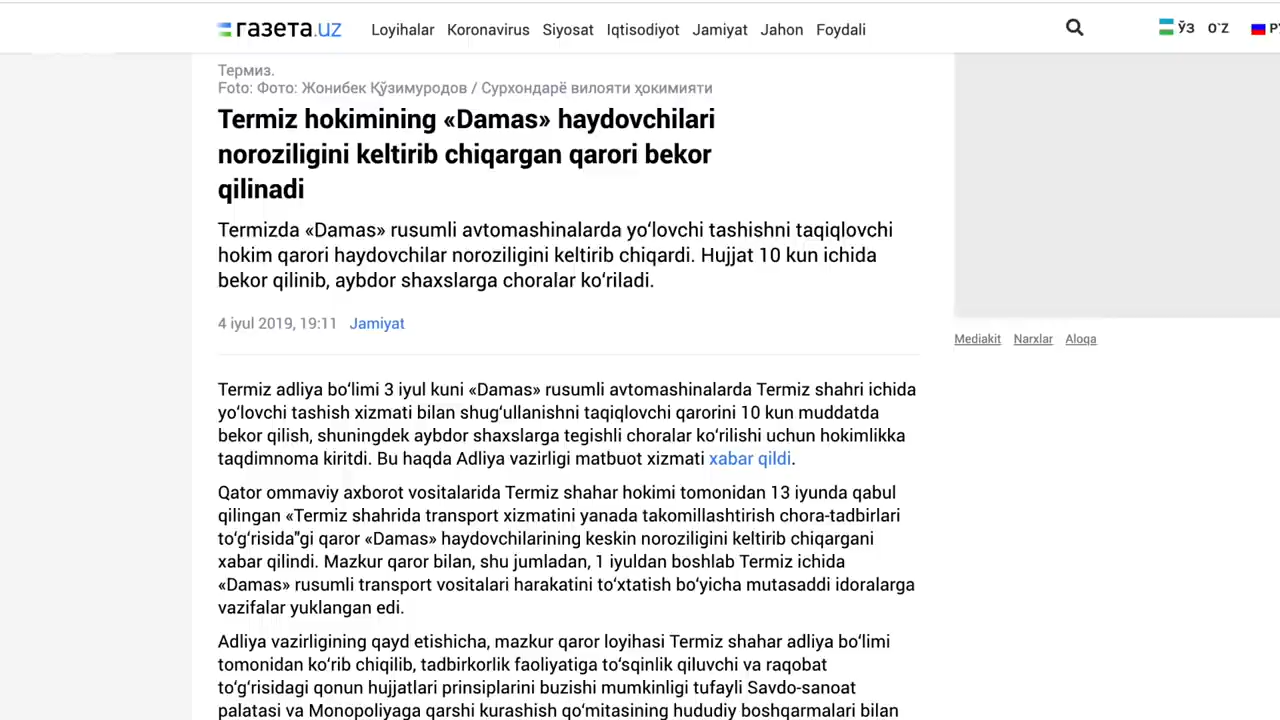 газета.uz Loyihalar Koronavirus Siyosat Iqtisodiyot Jamiyat Jahon Foydali ЎЗ O`Z
Термиз.
Foto: Фото: Жонибек Қўзимуродов / Сурхондарё вилояти ҳокимияти
Termiz hokimining «Damas» haydovchilari
noroziligini keltirib chiqargan qarori bekor
qilinadi
Termizda «Damas» rusumli avtomashinalarda yo‘lovchi tashishni taqiqlovchi
hokim qarori haydovchilar noroziligini keltirib chiqardi. Hujjat 10 kun ichida
bekor qilinib, aybdor shaxslarga choralar ko‘riladi.
4 iyul 2019, 19:11 Jamiyat
Mediakit Narxlar Aloqa
Termiz adliya bo‘limi 3 iyul kuni «Damas» rusumli avtomashinalarda Termiz shahri ichida
yo‘lovchi tashish xizmati bilan shug‘ullanishni taqiqlovchi qarorini 10 kun muddatda
bekor qilish, shuningdek aybdor shaxslarga tegishli choralar ko‘rilishi uchun hokimlikka
taqdimnoma kiritdi. Bu haqda Adliya vazirligi matbuot xizmati xabar qildi.
Qator ommaviy axborot vositalarida Termiz shahar hokimi tomonidan 13 iyunda qabul
qilingan «Termiz shahrida transport xizmatini yanada takomillashtirish chora-tadbirlari
to‘g‘risida”gi qaror «Damas» haydovchilarining keskin noroziligini keltirib chiqargani
xabar qilindi. Mazkur qaror bilan, shu jumladan, 1 iyuldan boshlab Termiz ichida
«Damas» rusumli transport vositalari harakatini to‘xtatish bo‘yicha mutasaddi idoralarga
vazifalar yuklangan edi.
Adliya vazirligining qayd etishicha, mazkur qaror loyihasi Termiz shahar adliya bo‘limi
tomonidan ko‘rib chiqilib, tadbirkorlik faoliyatiga to‘sqinlik qiluvchi va raqobat
to‘g‘risidagi qonun hujjatlari prinsiplarini buzishi mumkinligi tufayli Savdo-sanoat
palatasi va Monopoliyaga qarshi kurashish qo‘mitasining hududiy boshqarmalari bilan